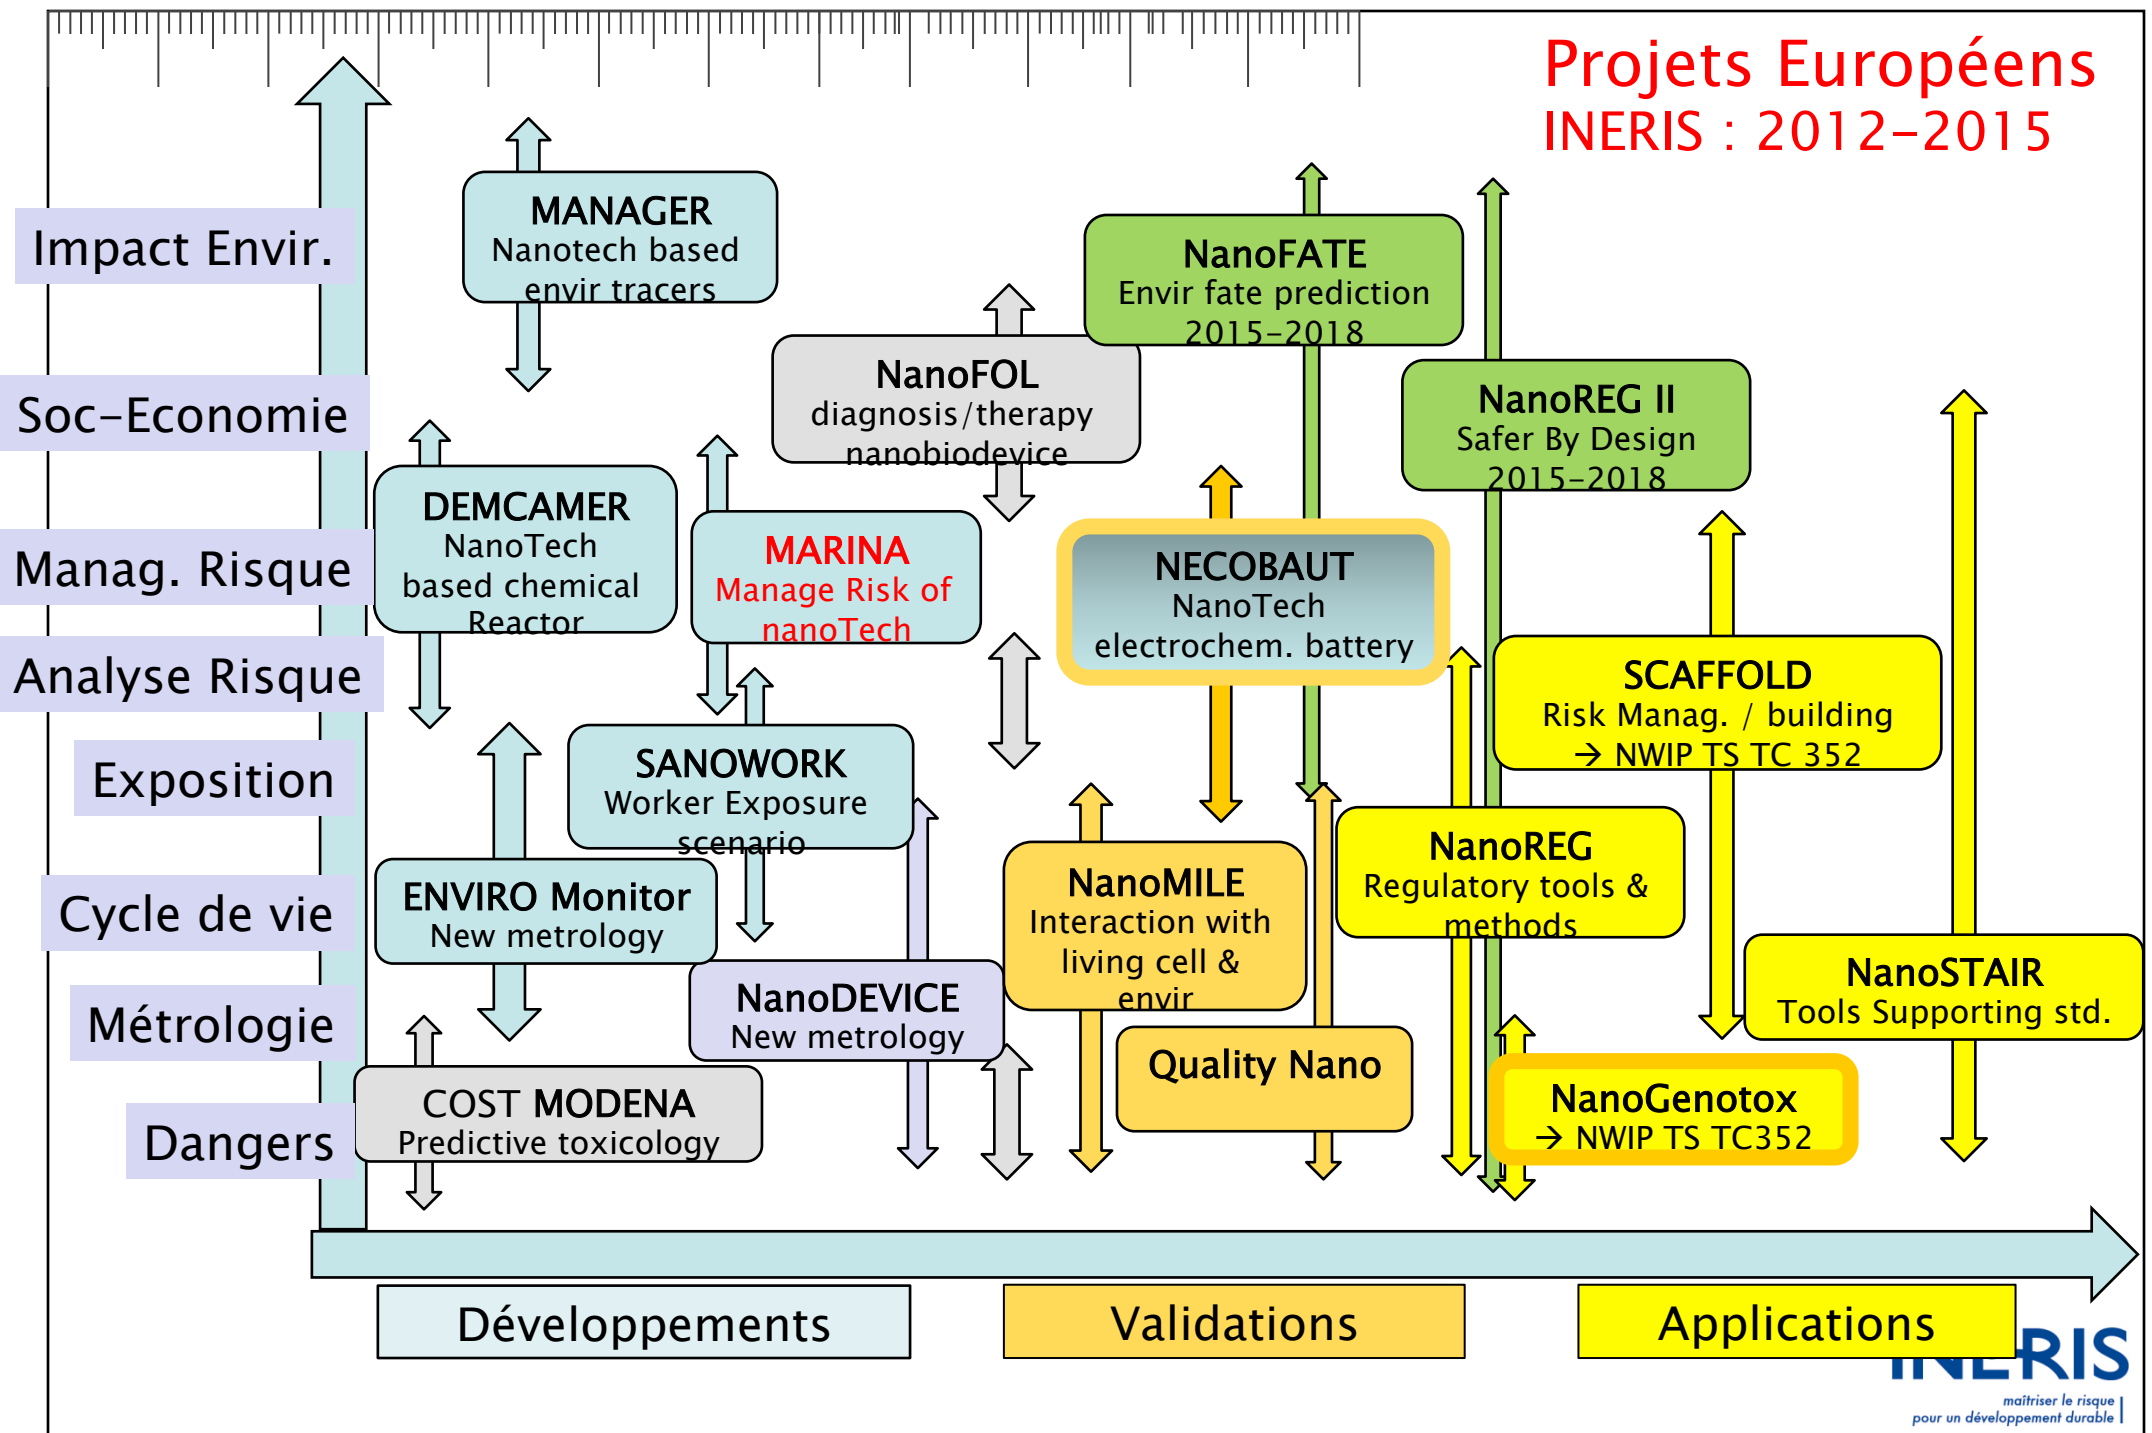 Projets Européens
INERIS : 2012-2015
Impact Envir.
Soc-Economie
Manag. Risque
Analyse Risque
Exposition
Cycle de vie
Métrologie
Dangers
MANAGER
Nanotech based
envir tracers
NanoFATE
Envir fate prediction
2015-2018
NanoFOL
diagnosis/therapy
nanobiodevice
NanoREG II
Safer By Design
2015-2018
DEMCAMER
NanoTech
based chemical
Reactor
MARINA
Manage Risk of
nanoTech
NECOBAUT
NanoTech
electrochem. battery
SCAFFOLD
Risk Manag. / building
→ NWIP TS TC 352
SANOWORK
Worker Exposure
scenario
NanoREG
Regulatory tools &
methods
ENVIRO Monitor
New metrology
NanoMILE
Interaction with
living cell &
envir
NanoDEVICE
New metrology
NanoSTAIR
Tools Supporting std.
Quality Nano
COST MODENA
Predictive toxicology
NanoGenotox
→ NWIP TS TC352
Développements
Validations
Applications
INERIS
maîtriser le risque
pour un développement durable